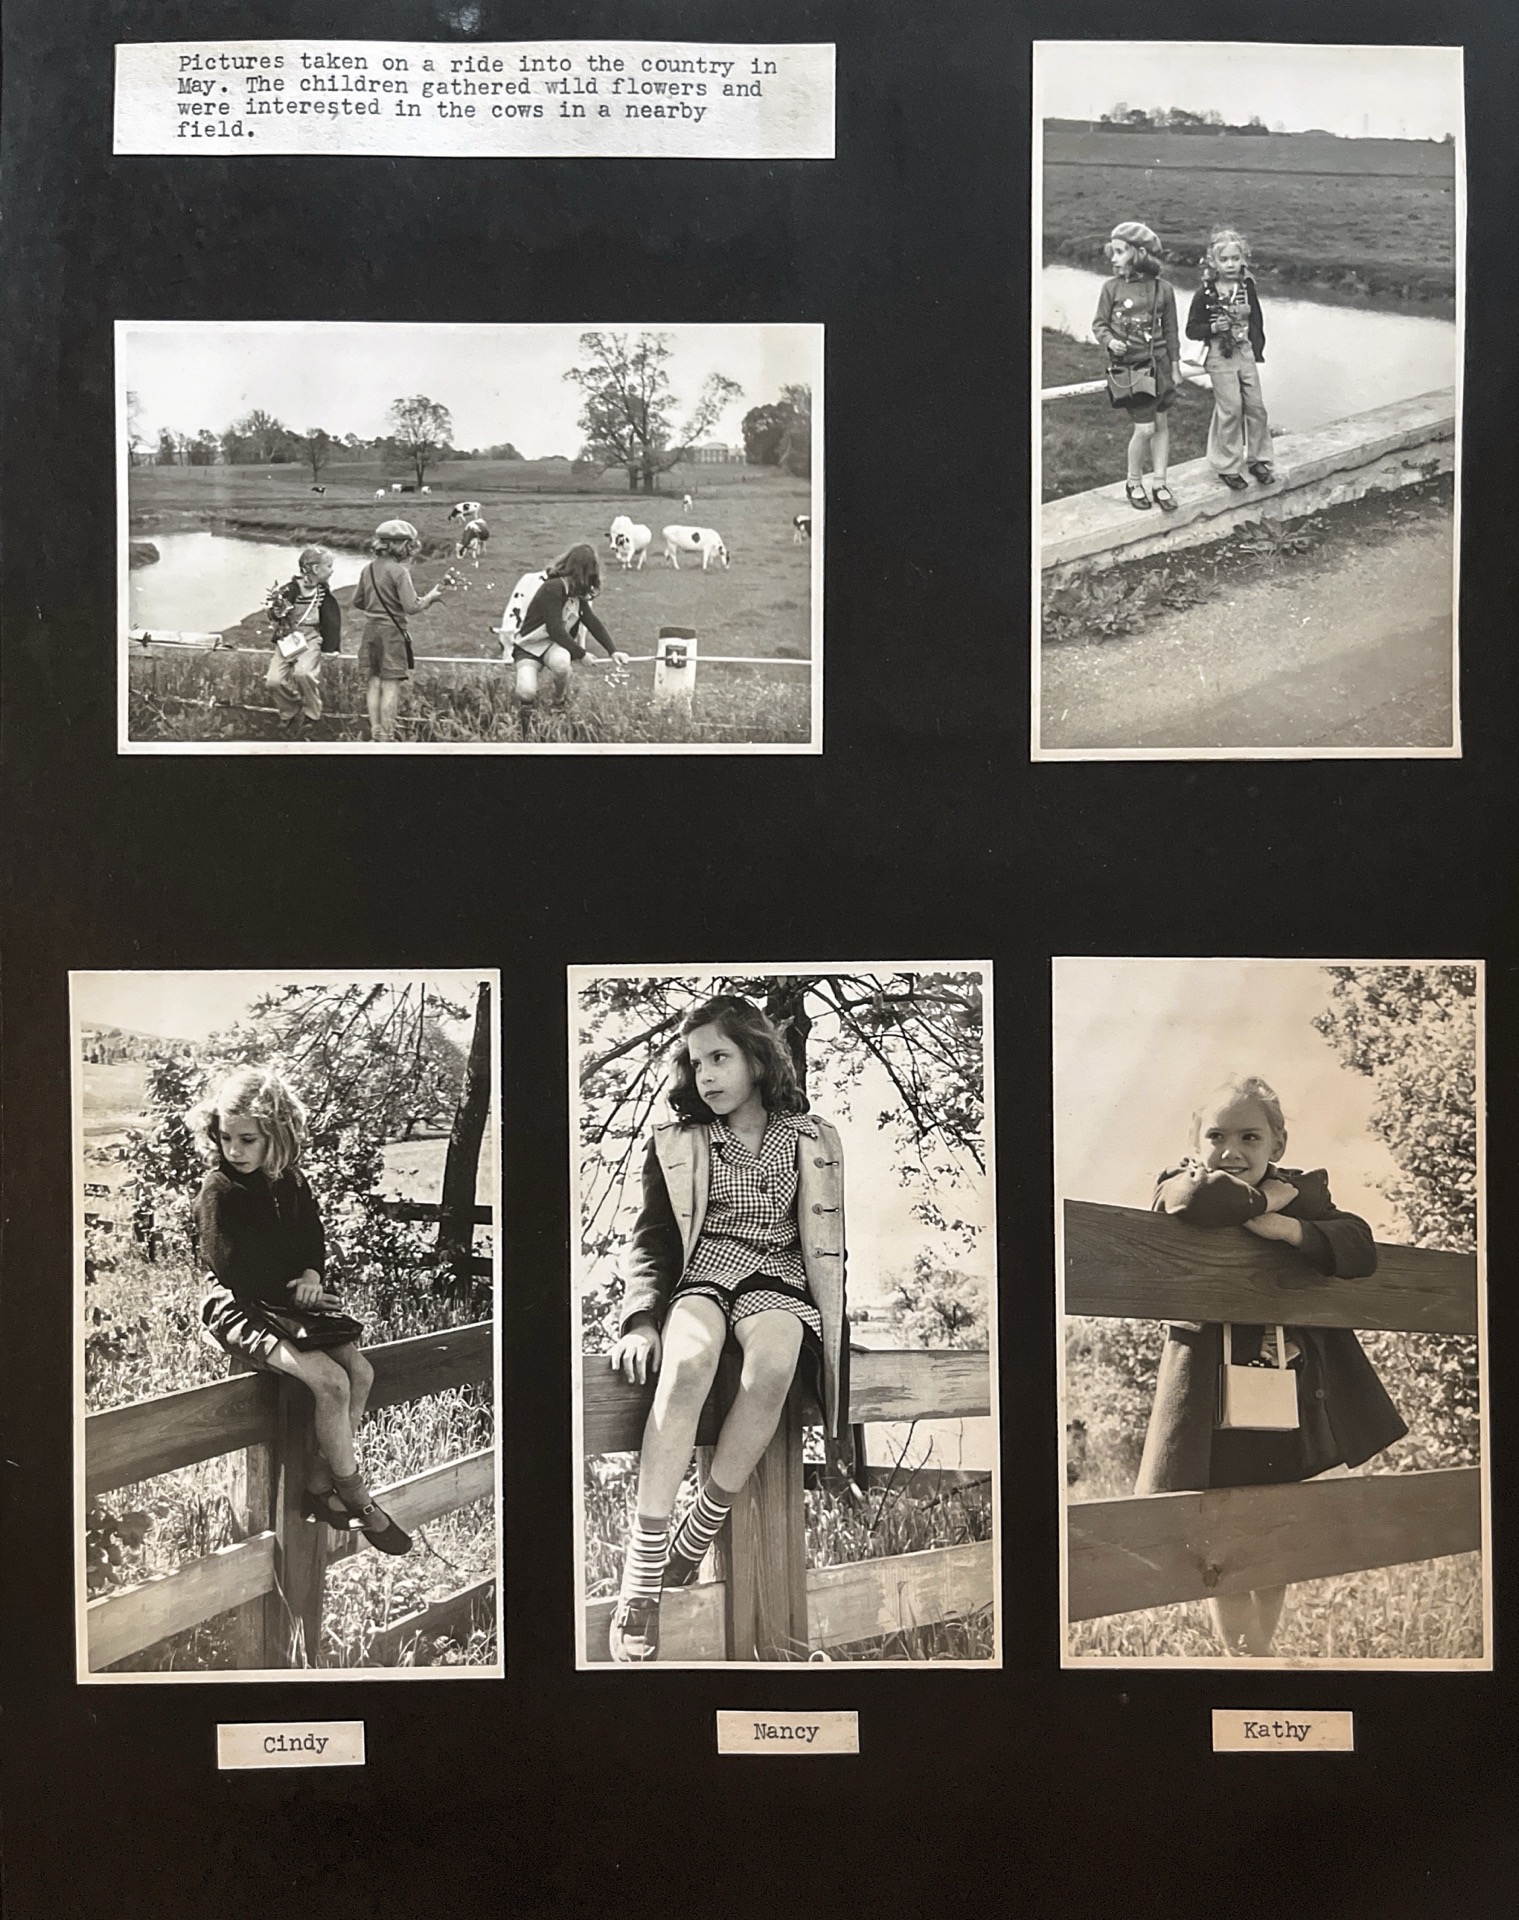 Pictures taken on a ride into the country in
May. The children gathered wild flowers and
were interested in the cows in a nearby
field.
Cindy
Nancy
Kathy